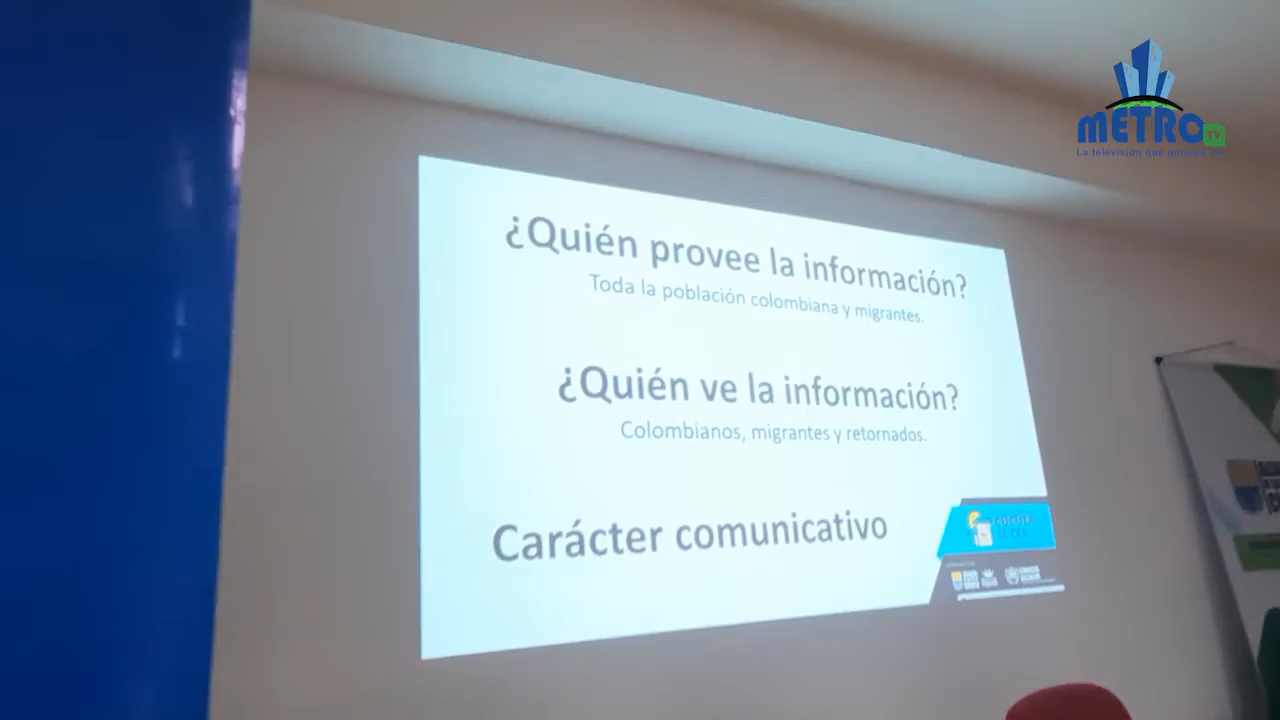 METRO TV
¿Quién provee la información?
Toda la población colombiana y migrantes.
¿Quién ve la información?
Colombianos, migrantes y retornados.
Carácter comunicativo